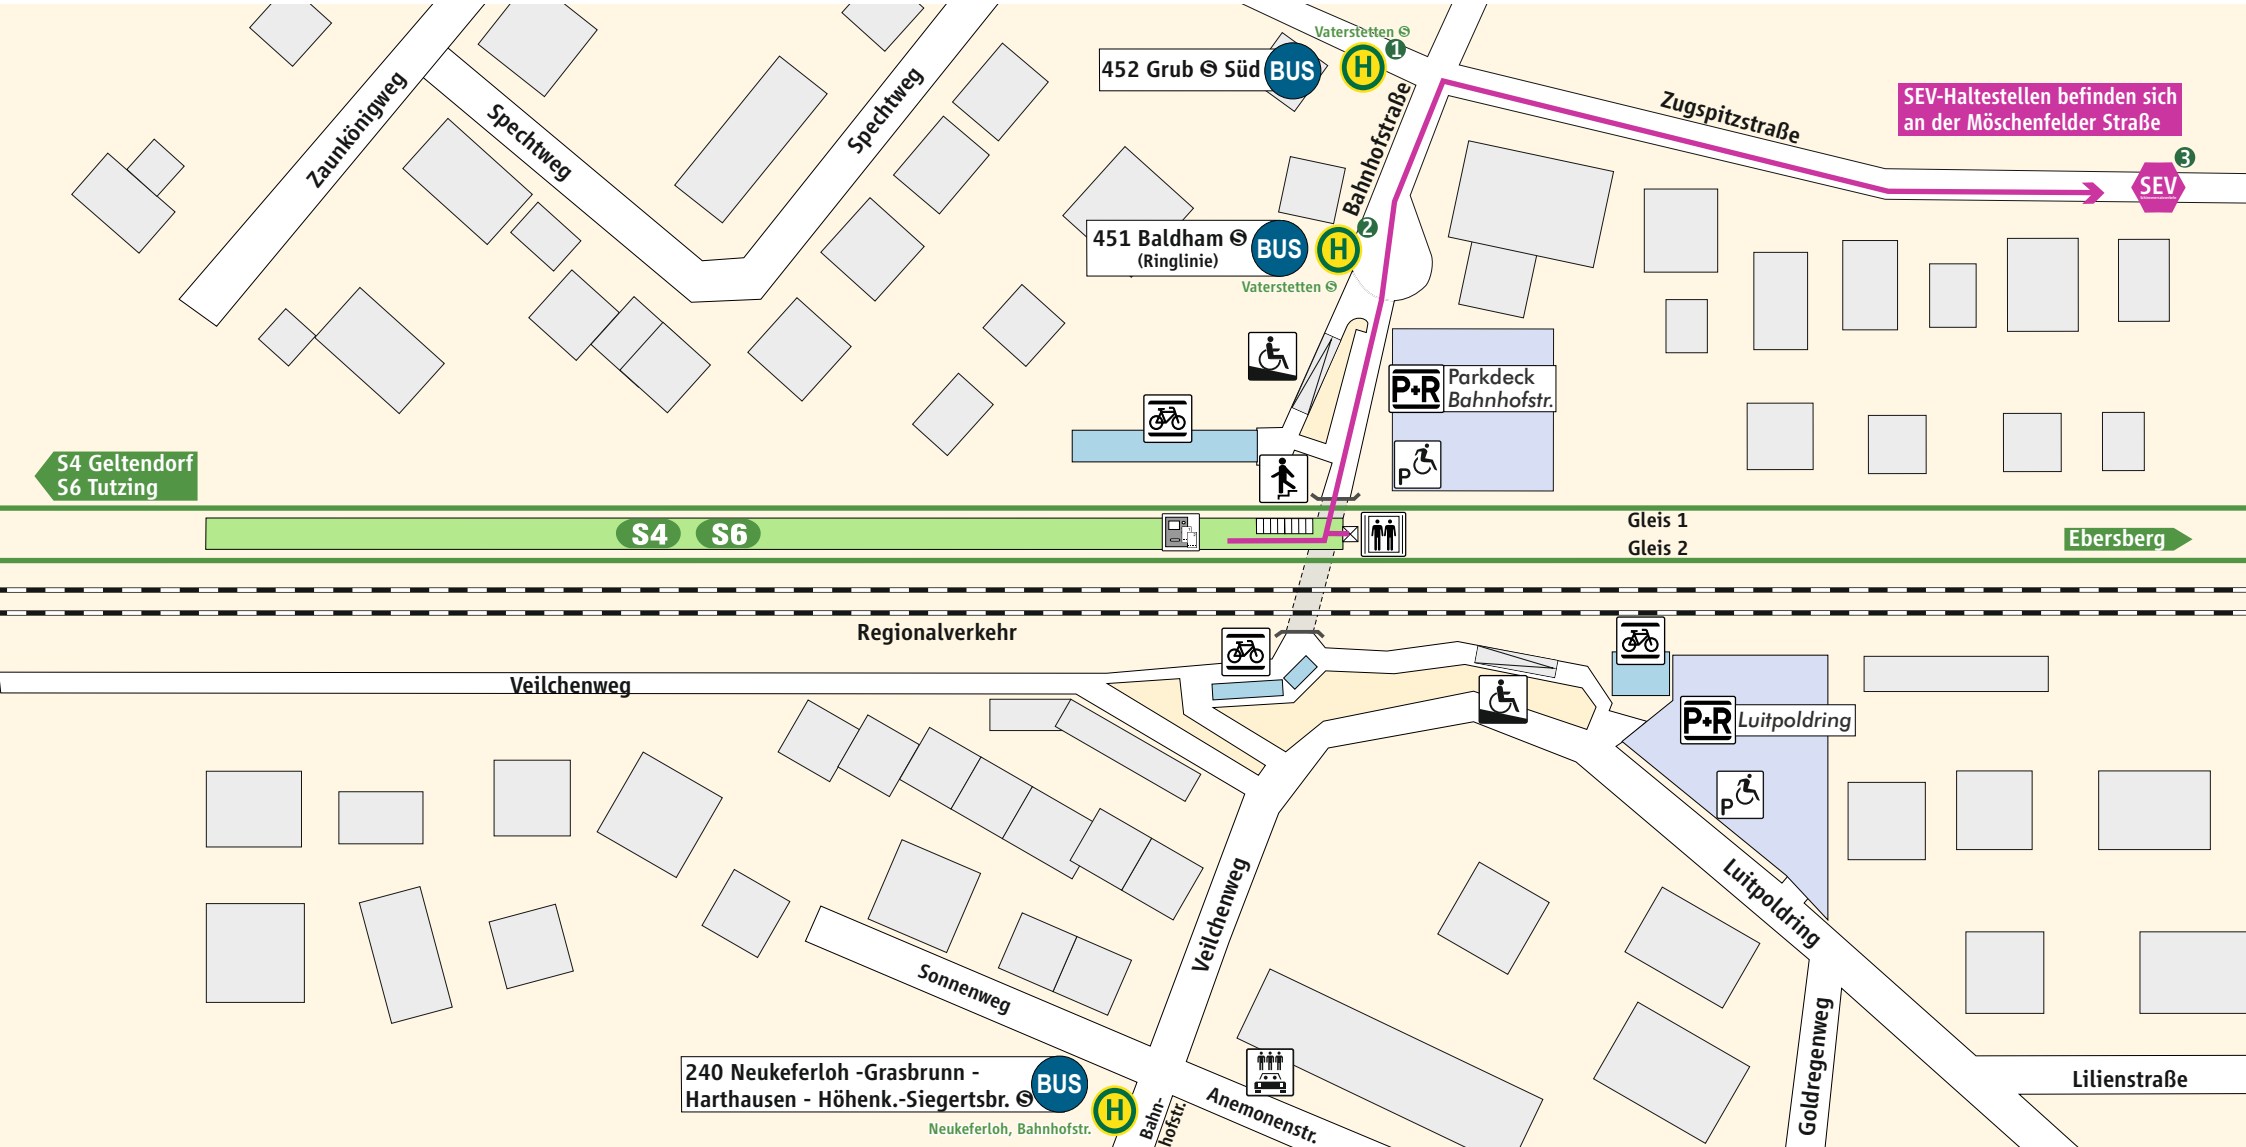 Vaterstetten S
1
452 Grub S Süd
BUS
H
Zaunkönigweg
Spechtweg
Spechtweg
Bahnhofstraße
Zugspitzstraße
SEV-Haltestellen befinden sich
an der Möschenfelder Straße
3
SEV
2
451 Baldham S
(Ringlinie)
BUS
H
Vaterstetten S
P+R
Parkdeck
Bahnhofstr.
P
S4 Geltendorf
S6 Tutzing
S4
S6
Gleis 1
Gleis 2
Ebersberg
Regionalverkehr
Veilchenweg
P+R
Luitpoldring
P
Veilchenweg
Luitpoldring
Sonnenweg
Goldregenweg
240 Neukeferloh -Grasbrunn -
Harthausen - Höhenk.-Siegertsbr. S
BUS
H
Neukeferloh, Bahnhofstr.
Bahn-
hofstr.
Anemonenstr.
Lilienstraße